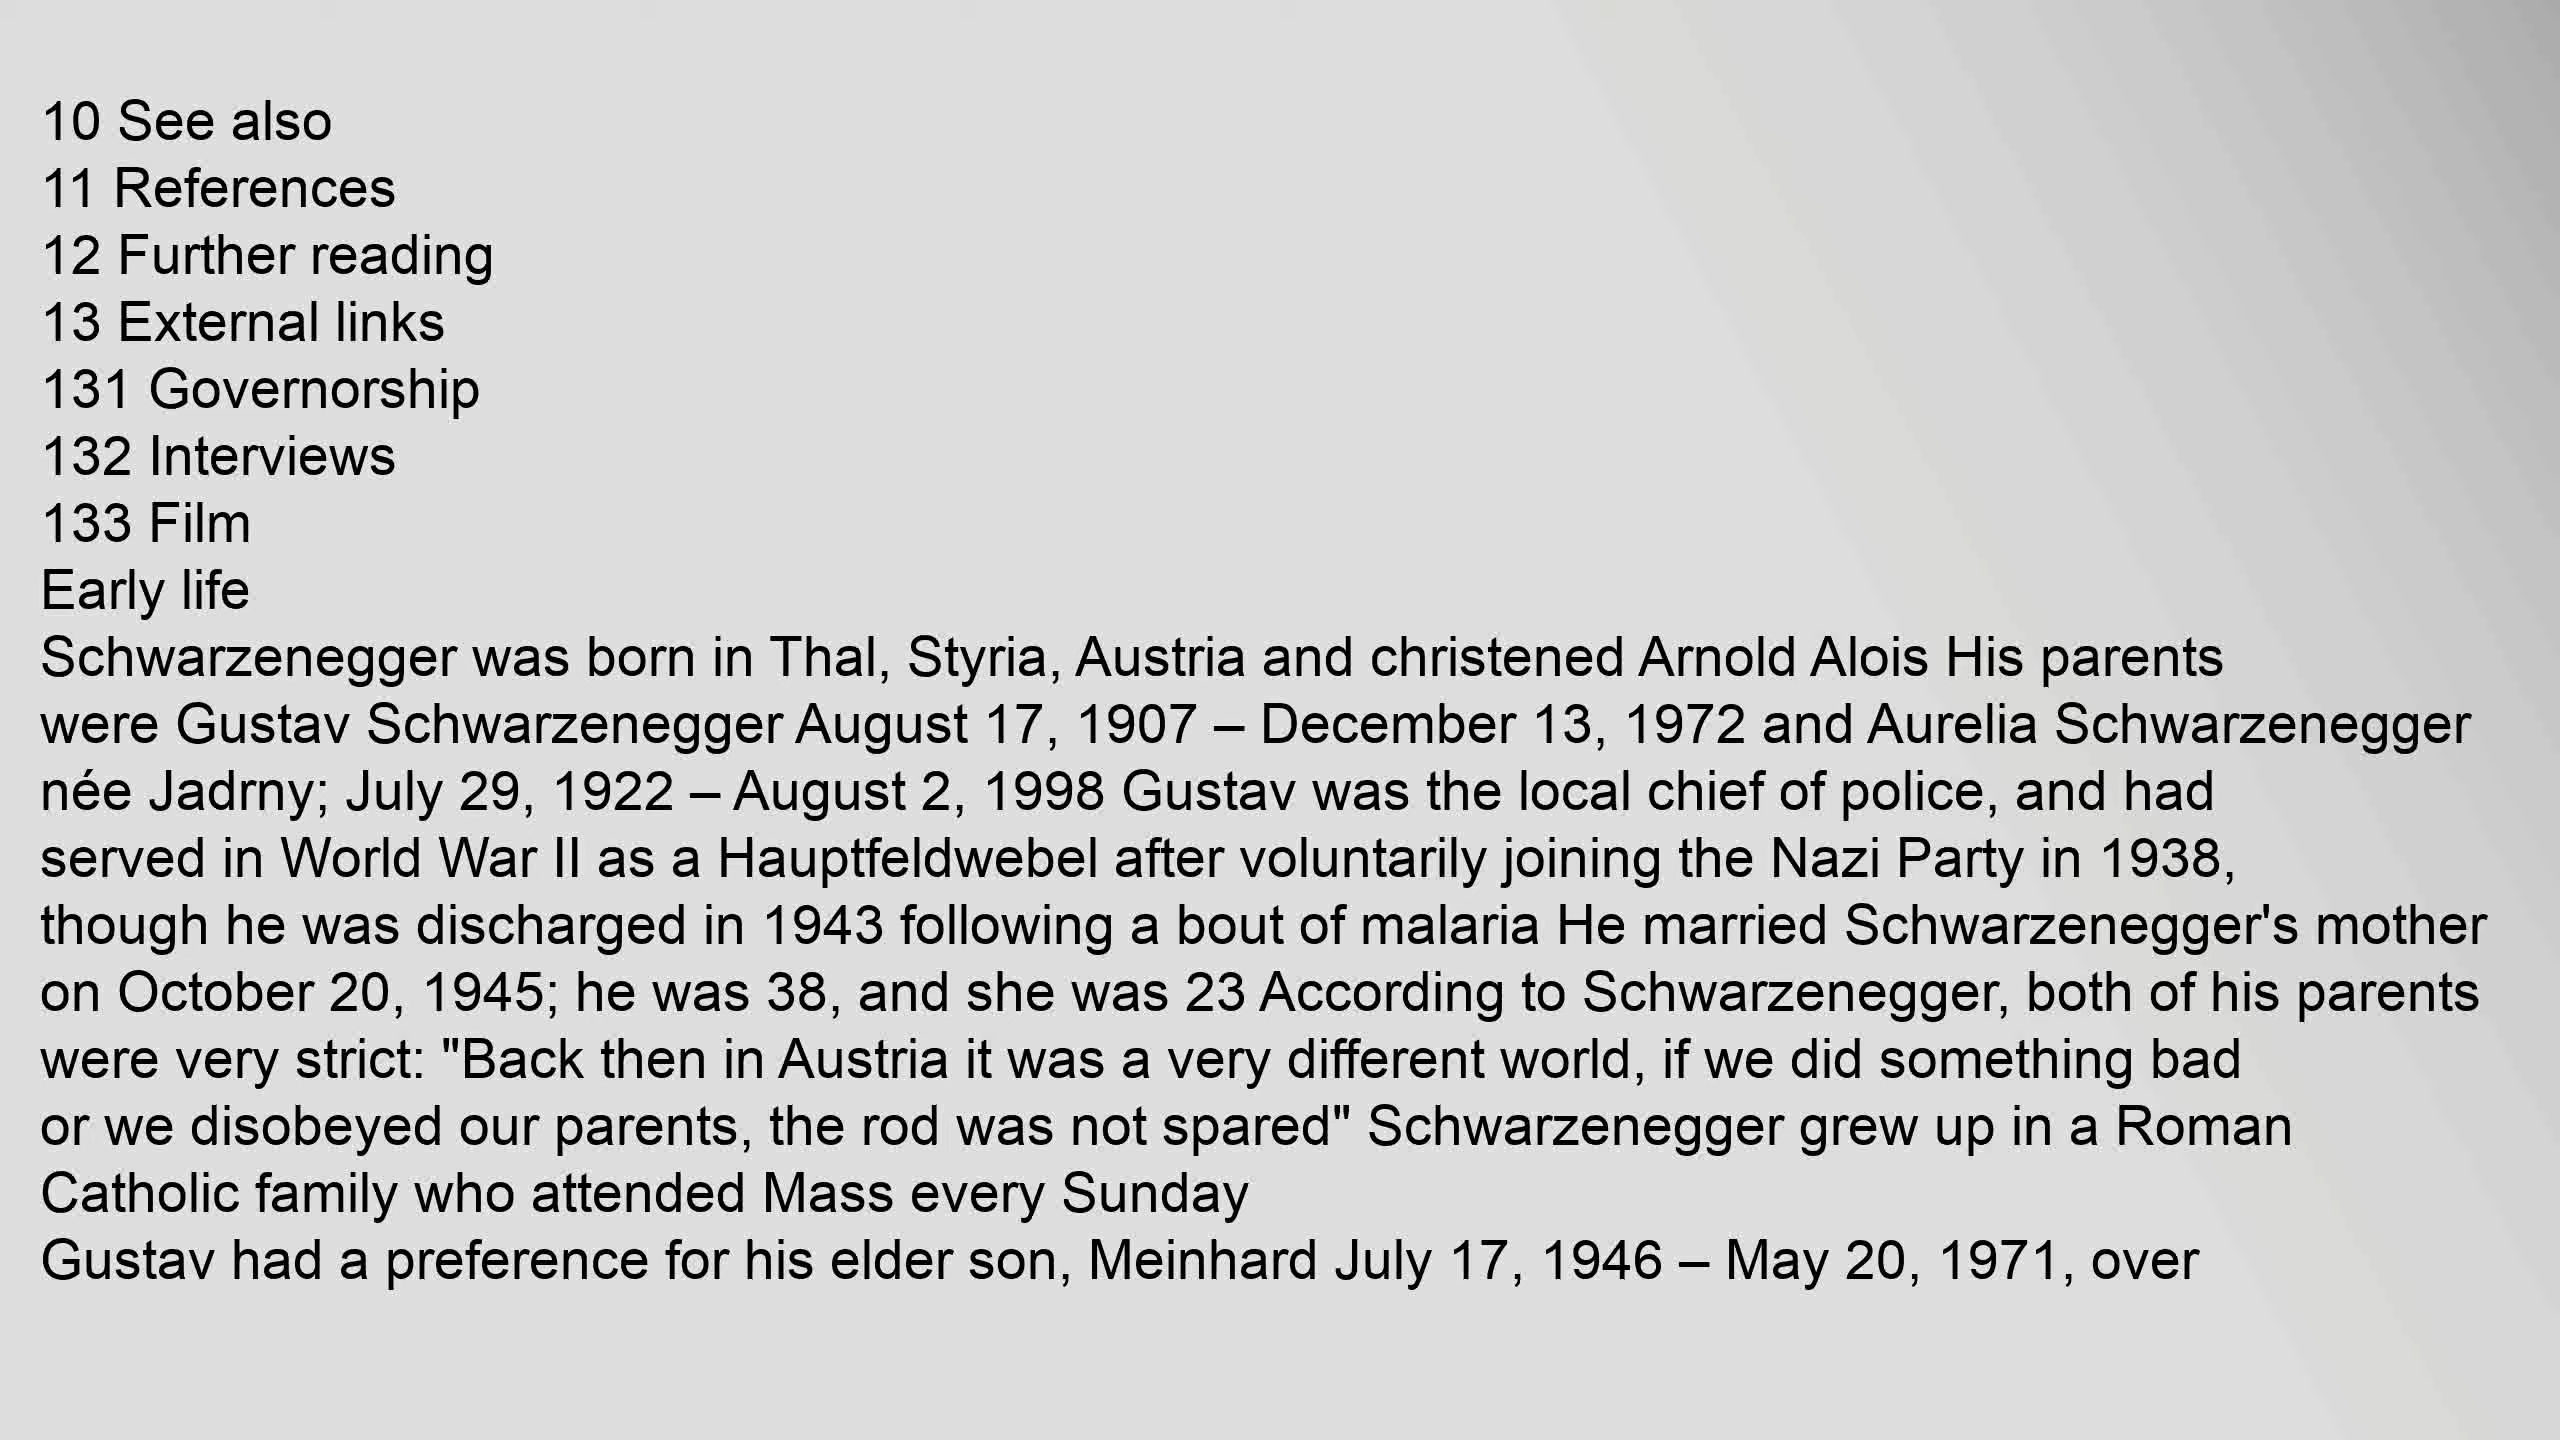 10 See also
11 References
12 Further reading
13 External links
131 Governorship
132 Interviews
133 Film
Early life
Schwarzenegger was born in Thal, Styria, Austria and christened Arnold Alois His parents
were Gustav Schwarzenegger August 17, 1907 – December 13, 1972 and Aurelia Schwarzenegger
née Jadrny; July 29, 1922 – August 2, 1998 Gustav was the local chief of police, and had
served in World War II as a Hauptfeldwebel after voluntarily joining the Nazi Party in 1938,
though he was discharged in 1943 following a bout of malaria He married Schwarzenegger's mother
on October 20, 1945; he was 38, and she was 23 According to Schwarzenegger, both of his parents
were very strict: "Back then in Austria it was a very different world, if we did something bad
or we disobeyed our parents, the rod was not spared" Schwarzenegger grew up in a Roman
Catholic family who attended Mass every Sunday
Gustav had a preference for his elder son, Meinhard July 17, 1946 – May 20, 1971, over